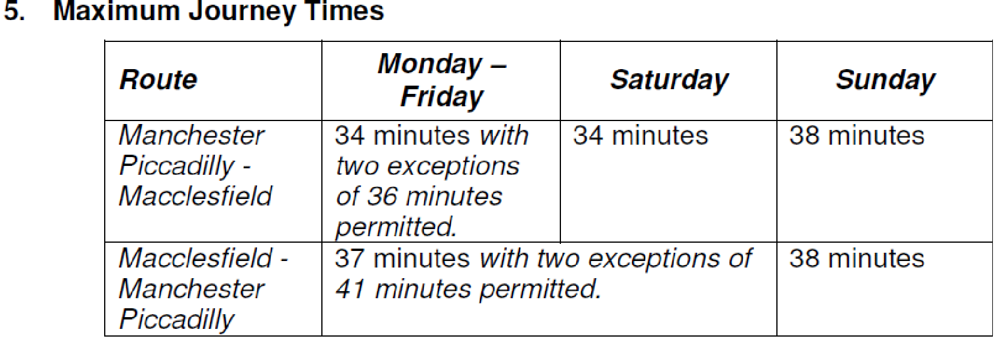 5. Maximum Journey Times
Route
Monday –
Friday
Saturday
Sunday
Manchester
Piccadilly -
Macclesfield
34 minutes with
two exceptions
of 36 minutes
permitted.
34 minutes
38 minutes
Macclesfield -
Manchester
Piccadilly
37 minutes with two exceptions of
41 minutes permitted.
38 minutes